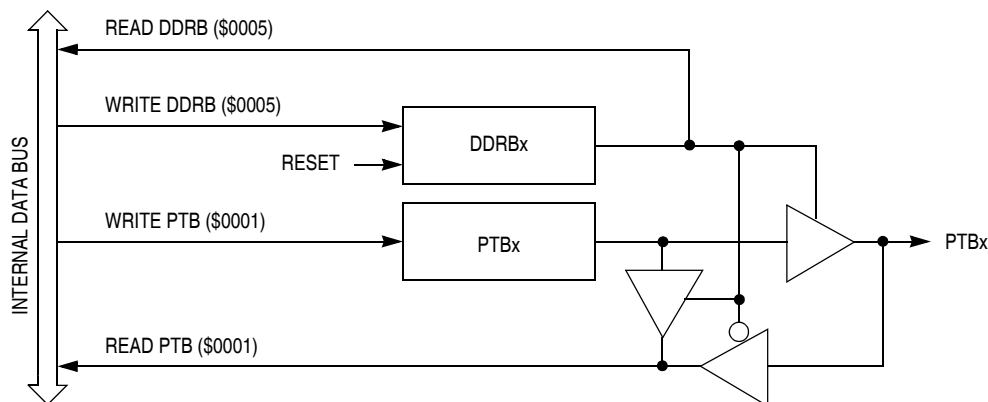 READ DDRB ($0005)
WRITE DDRB ($0005)
DDRBx
RESET
INTERNAL DATA BUS
WRITE PTB ($0001)
PTBx
PTBx
READ PTB ($0001)